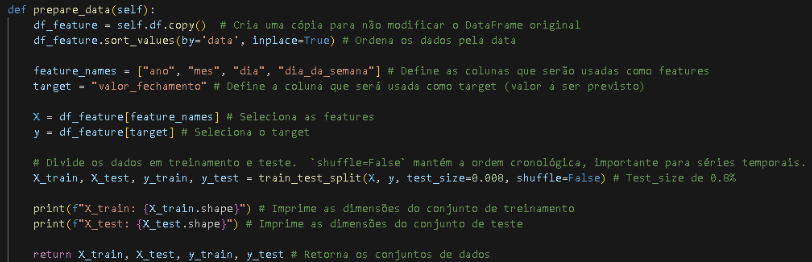 def prepare_data(self):
    df_feature = self.df.copy()  # Cria uma cópia para não modificar o DataFrame original
    df_feature.sort_values(by='data', inplace=True) # Ordena os dados pela data

    feature_names = ["ano", "mes", "dia", "dia_da_semana"] # Define as colunas que serão usadas como features
    target = "valor_fechamento" # Define a coluna que será usada como target (valor a ser previsto)

    X = df_feature[feature_names] # Seleciona as features
    y = df_feature[target] # Seleciona o target

    # Divide os dados em treinamento e teste.  `shuffle=False` mantém a ordem cronológica, importante para séries temporais.
    X_train, X_test, y_train, y_test = train_test_split(X, y, test_size=0.008, shuffle=False) # Test_size de 0.8%

    print(f"X_train: {X_train.shape}") # Imprime as dimensões do conjunto de treinamento
    print(f"X_test: {X_test.shape}") # Imprime as dimensões do conjunto de teste

    return X_train, X_test, y_train, y_test # Retorna os conjuntos de dados